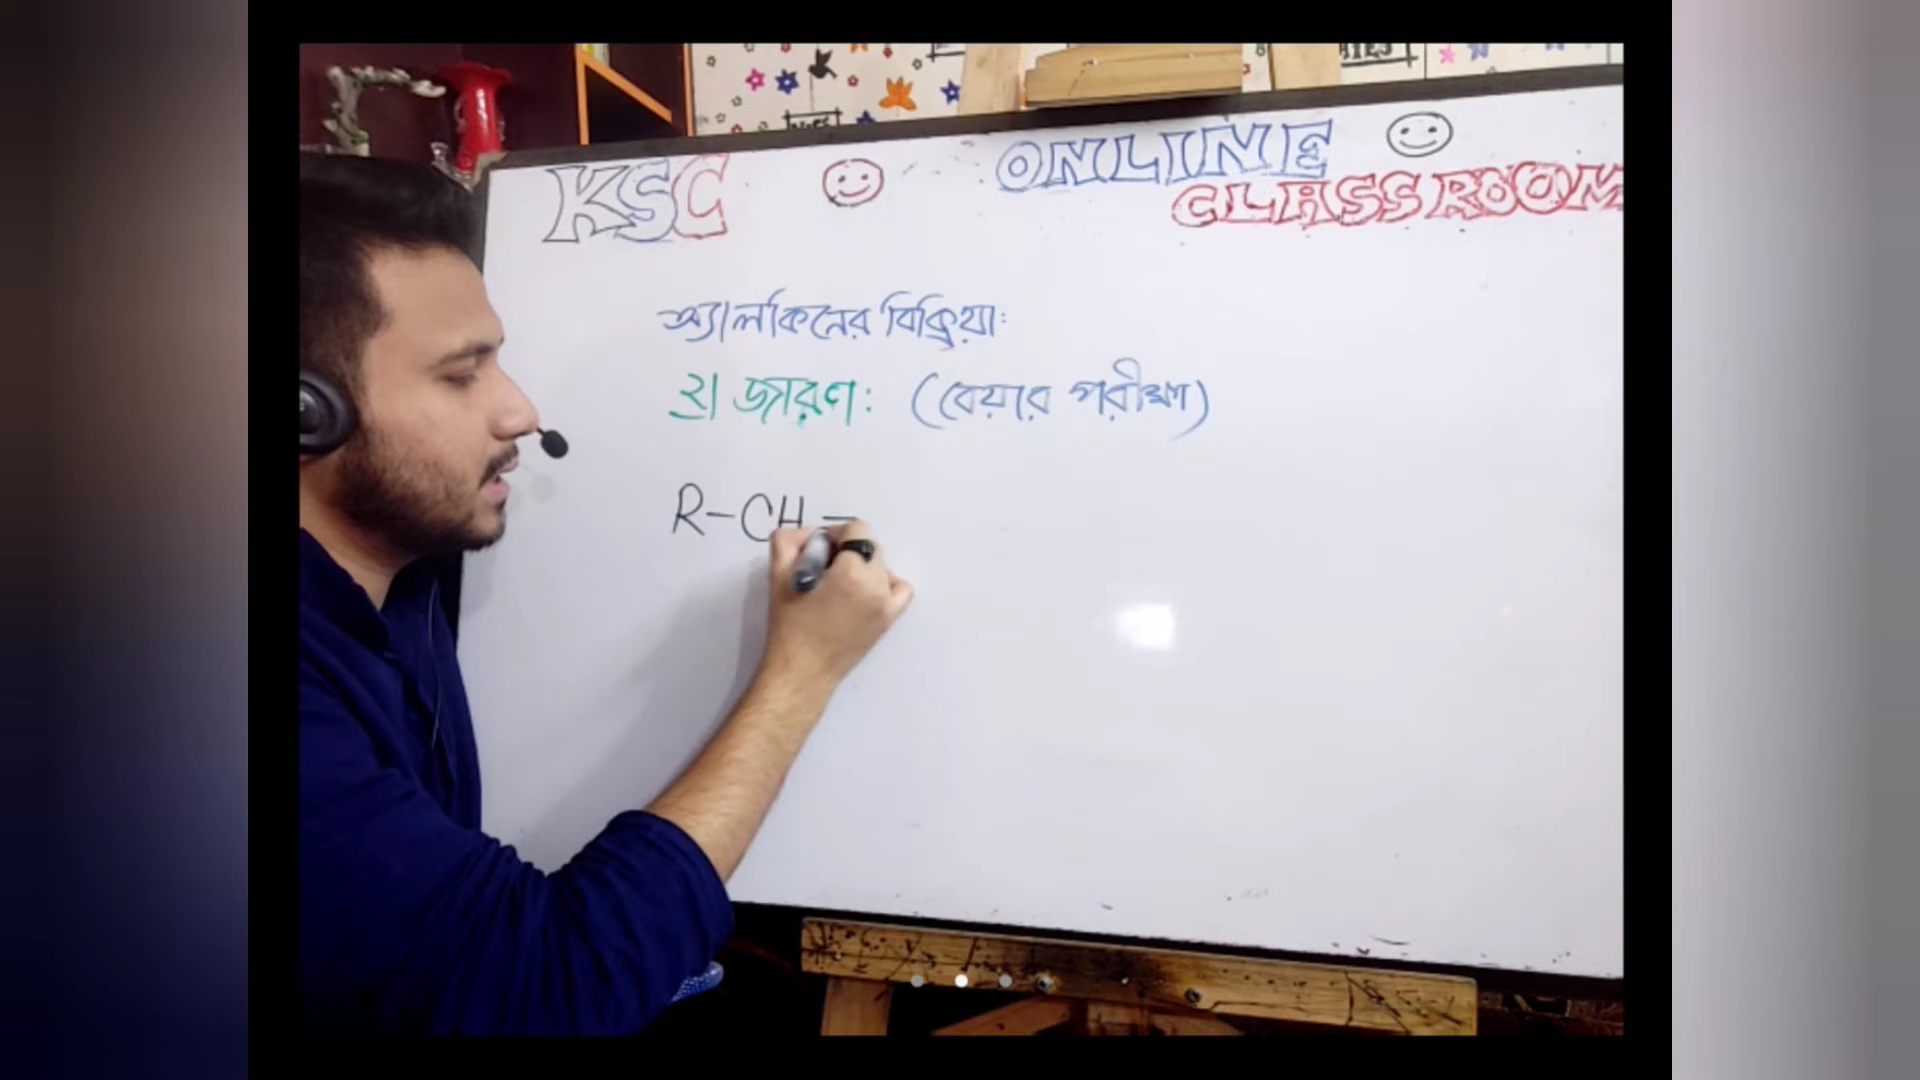 KSC ONLINE
CLASSROOM
অ্যালকিনের বিক্রিয়া:
২। জারণ: (বেয়ার পরীক্ষা)
R-CH=